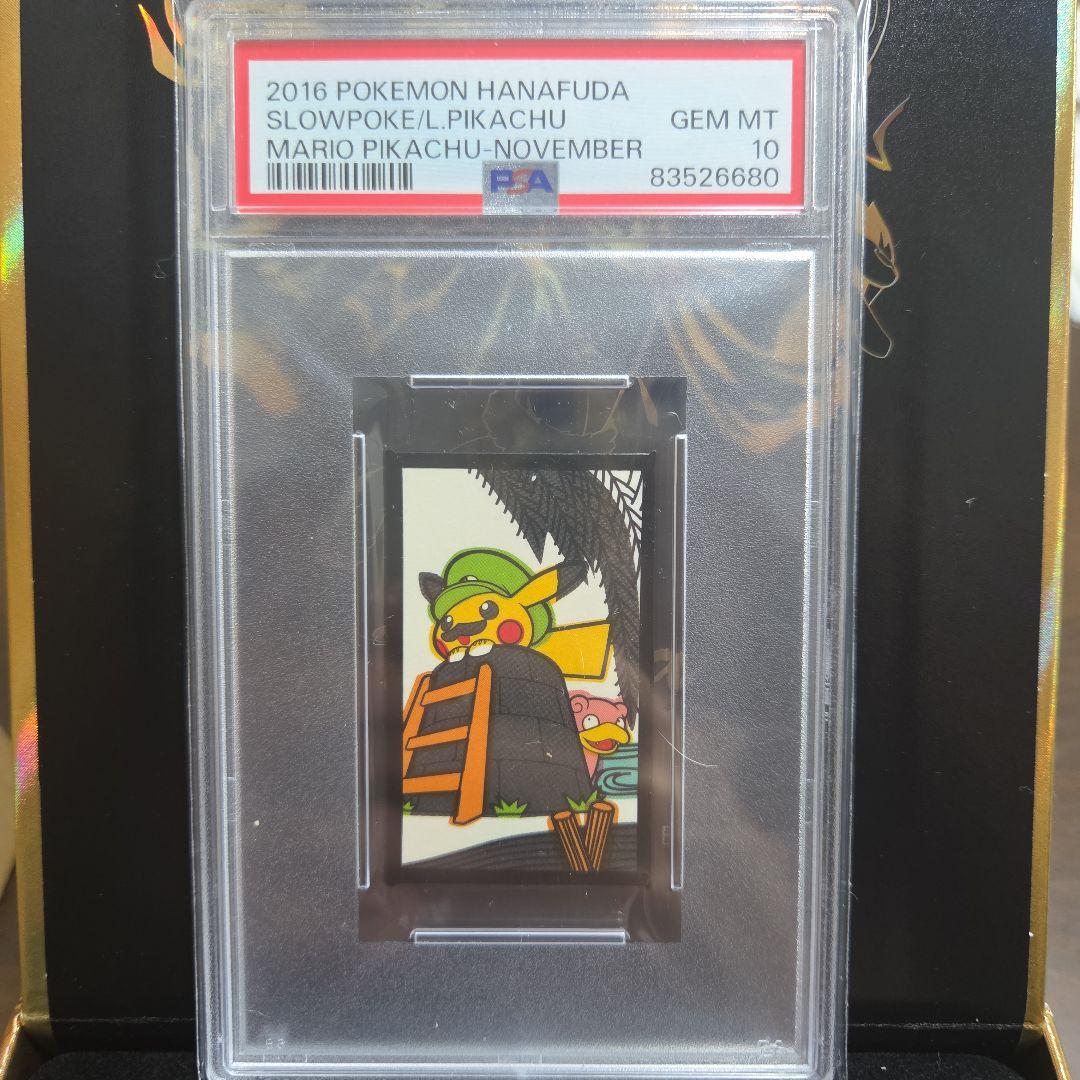 2016 POKEMON HANAFUDA
SLOWPOKE/L.PIKACHU GEM MT
MARIO PIKACHU-NOVEMBER 10
PSA 83526680